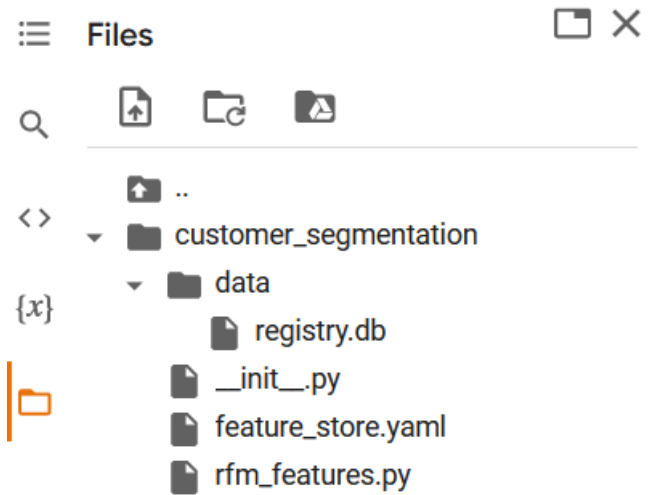 Files
..
customer_segmentation
data
registry.db
{x}
__init__.py
feature_store.yaml
rfm_features.py